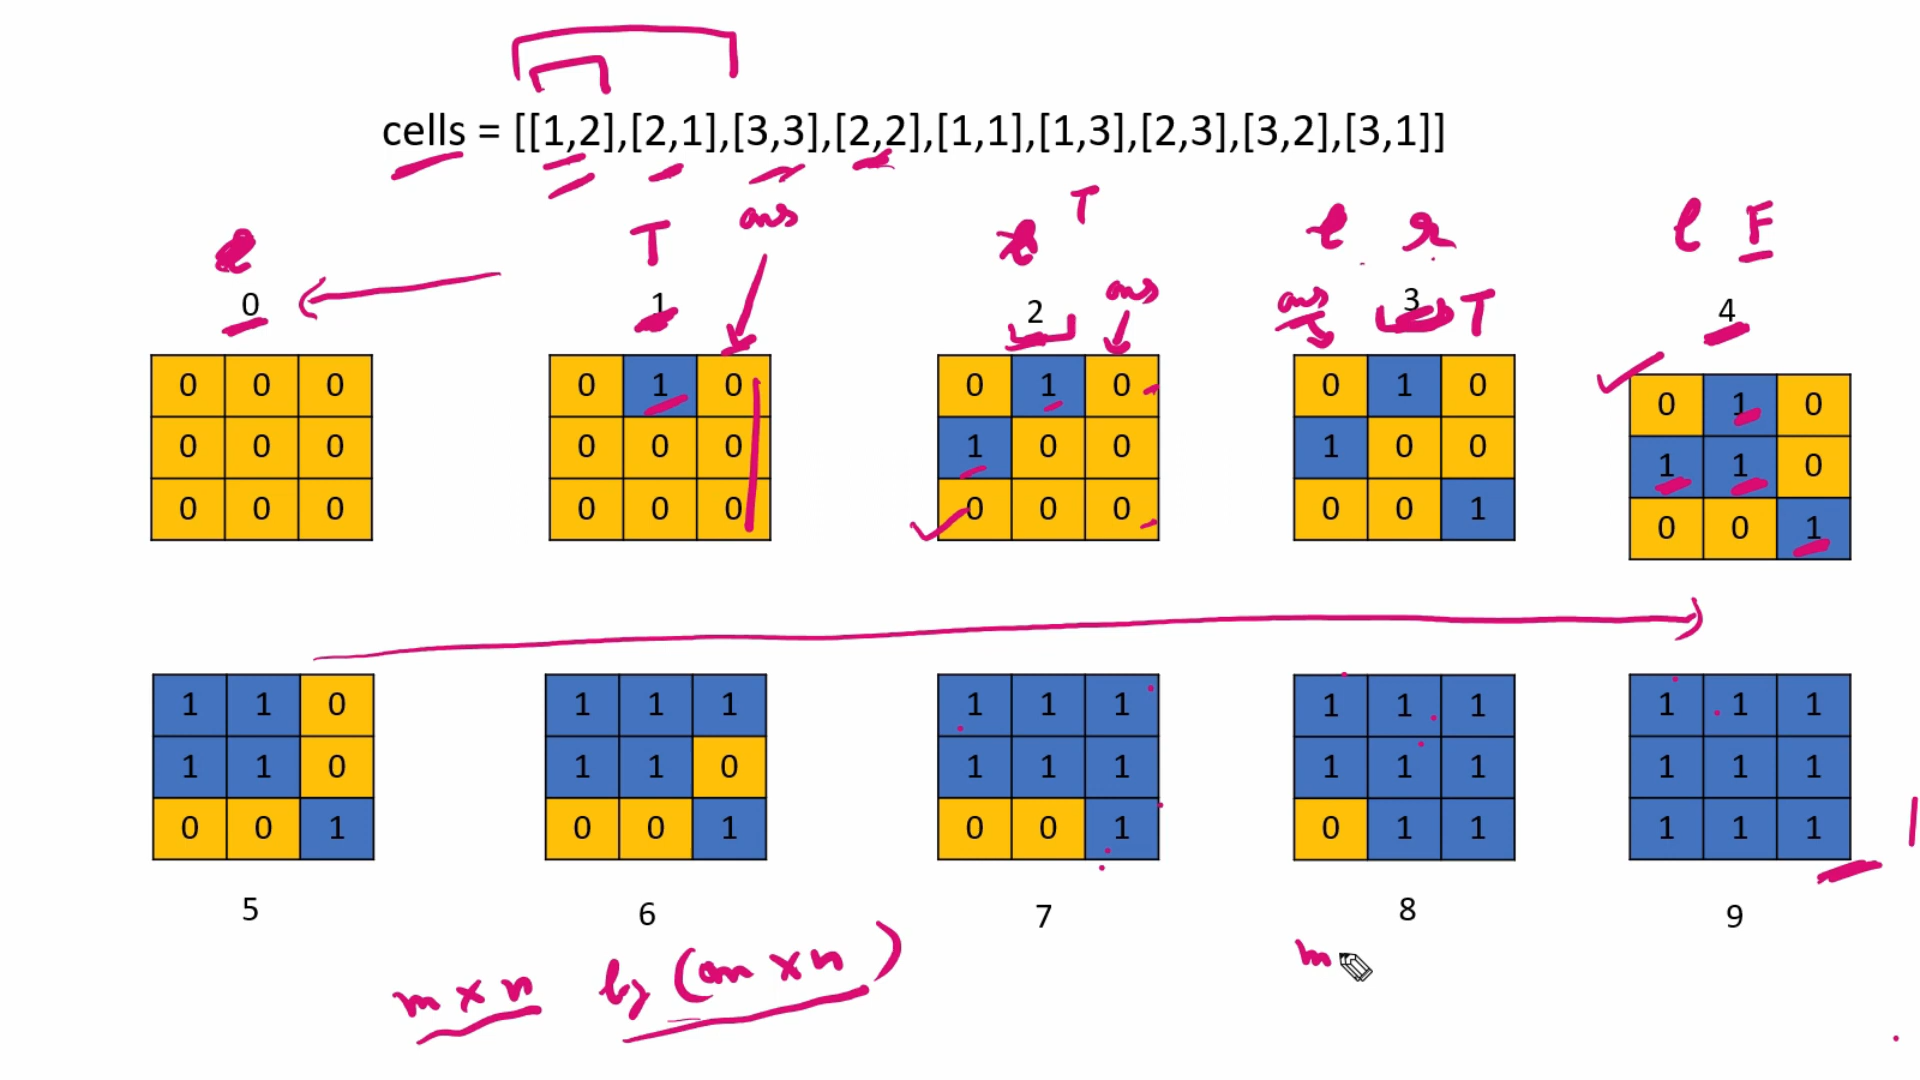 cells = [[1,2],[2,1],[3,3],[2,2],[1,1],[1,3],[2,3],[3,2],[3,1]]
T ans T l r l F
0 1 2 ans ans 3 T 4
0 0 0 0 1 0 0 1 0 0 1 0 0 1 0
0 0 0 0 0 0 1 0 0 1 0 0 1 1 0
0 0 0 0 0 0 0 0 0 0 0 1 0 0 1
1 1 0 1 1 1 1 1 1 1 1 1 1 1 1
1 1 0 1 1 0 1 1 1 1 1 1 1 1 1
0 0 1 0 0 1 0 0 1 0 1 1 1 1 1
5 6 7 8 9
m × n log (m × n) m